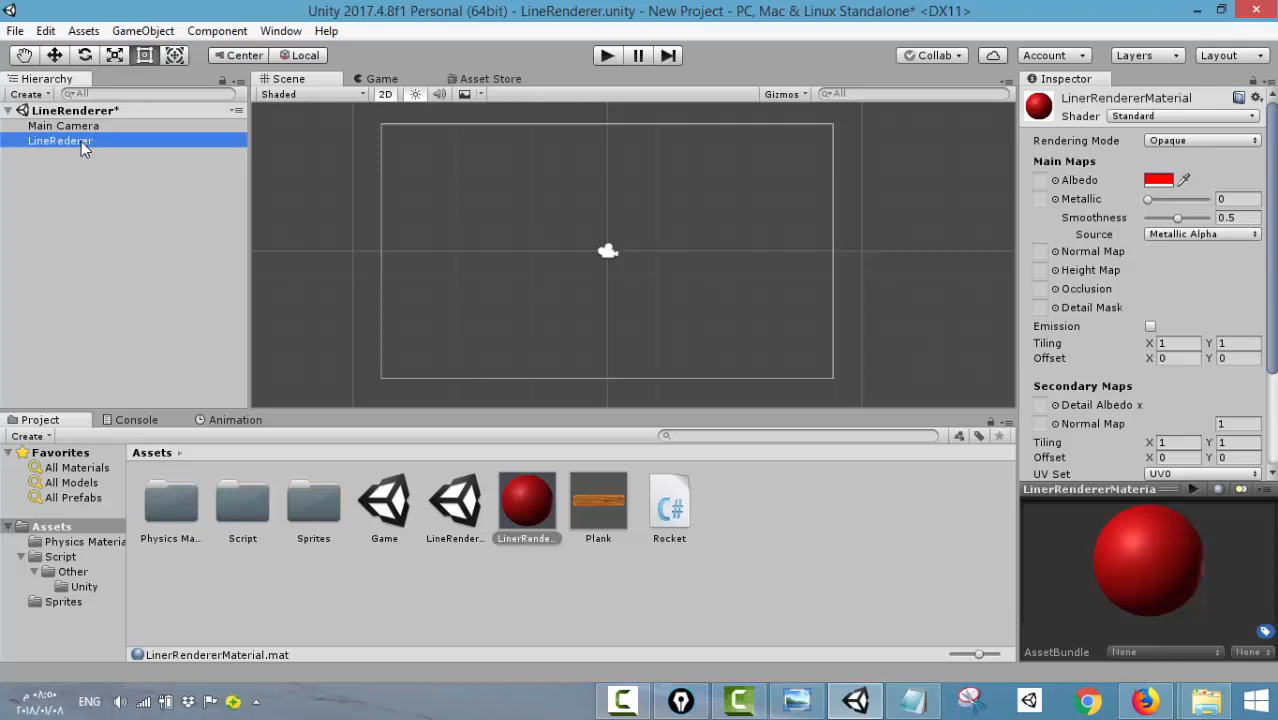 Unity 2017.4.8f1 Personal (64bit) - LineRenderer.unity - New Project - PC, Mac & Linux Standalone* <DX11>
File Edit Assets GameObject Component Window Help
Center Local Collab Account Layers Layout
Hierarchy Scene Game Asset Store Inspector
Create All Shaded 2D Gizmos All
LinerRendererMaterial
Shader Standard
LineRenderer*
Main Camera
LineRederer
Rendering Mode Opaque
Main Maps
Albedo
Metallic 0
Smoothness 0.5
Source Metallic Alpha
Normal Map
Height Map
Occlusion
Detail Mask
Emission
Tiling X 1 Y 1
Offset X 0 Y 0
Secondary Maps
Detail Albedo x
Normal Map 1
Tiling X 1 Y 1
Offset X 0 Y 0
UV Set UV0
Project Console Animation
Create
Favorites
All Materials
All Models
All Prefabs
Assets
Physics Materia
Script
Other
Unity
Sprites
Assets
Physics Ma... Script Sprites Game LineRender... LinerRende... Plank Rocket
C#
LinerRendererMaterial.mat
LinerRendererMateria
AssetBundle None None
ENG
٠٨:٥٠ م
٢٠١٨/٠١/٠٨